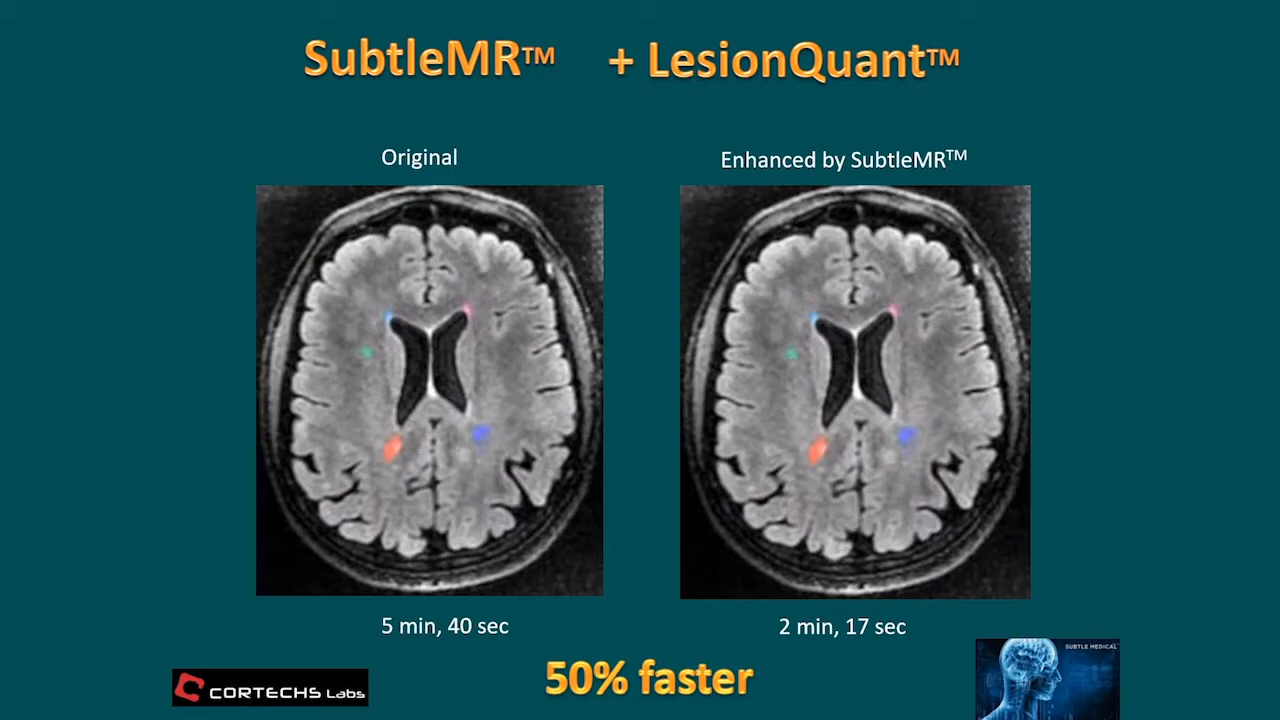 SubtleMR™ + LesionQuant™
Original
Enhanced by SubtleMR™
5 min, 40 sec
2 min, 17 sec
50% faster
CORTECHS Labs
SUBTLE MEDICAL